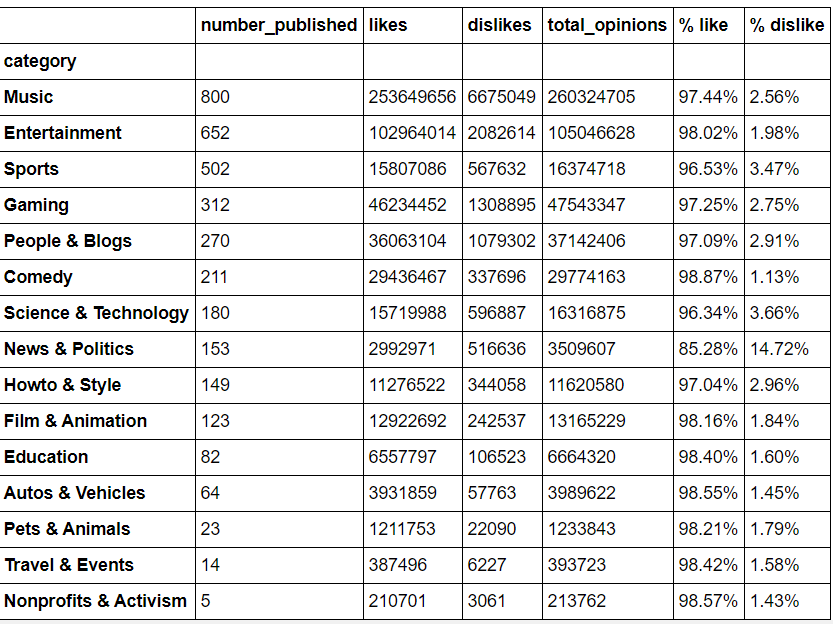 number_published likes dislikes total_opinions % like % dislike
category
Music 800 253649656 6675049 260324705 97.44% 2.56%
Entertainment 652 102964014 2082614 105046628 98.02% 1.98%
Sports 502 15807086 567632 16374718 96.53% 3.47%
Gaming 312 46234452 1308895 47543347 97.25% 2.75%
People & Blogs 270 36063104 1079302 37142406 97.09% 2.91%
Comedy 211 29436467 337696 29774163 98.87% 1.13%
Science & Technology 180 15719988 596887 16316875 96.34% 3.66%
News & Politics 153 2992971 516636 3509607 85.28% 14.72%
Howto & Style 149 11276522 344058 11620580 97.04% 2.96%
Film & Animation 123 12922692 242537 13165229 98.16% 1.84%
Education 82 6557797 106523 6664320 98.40% 1.60%
Autos & Vehicles 64 3931859 57763 3989622 98.55% 1.45%
Pets & Animals 23 1211753 22090 1233843 98.21% 1.79%
Travel & Events 14 387496 6227 393723 98.42% 1.58%
Nonprofits & Activism 5 210701 3061 213762 98.57% 1.43%